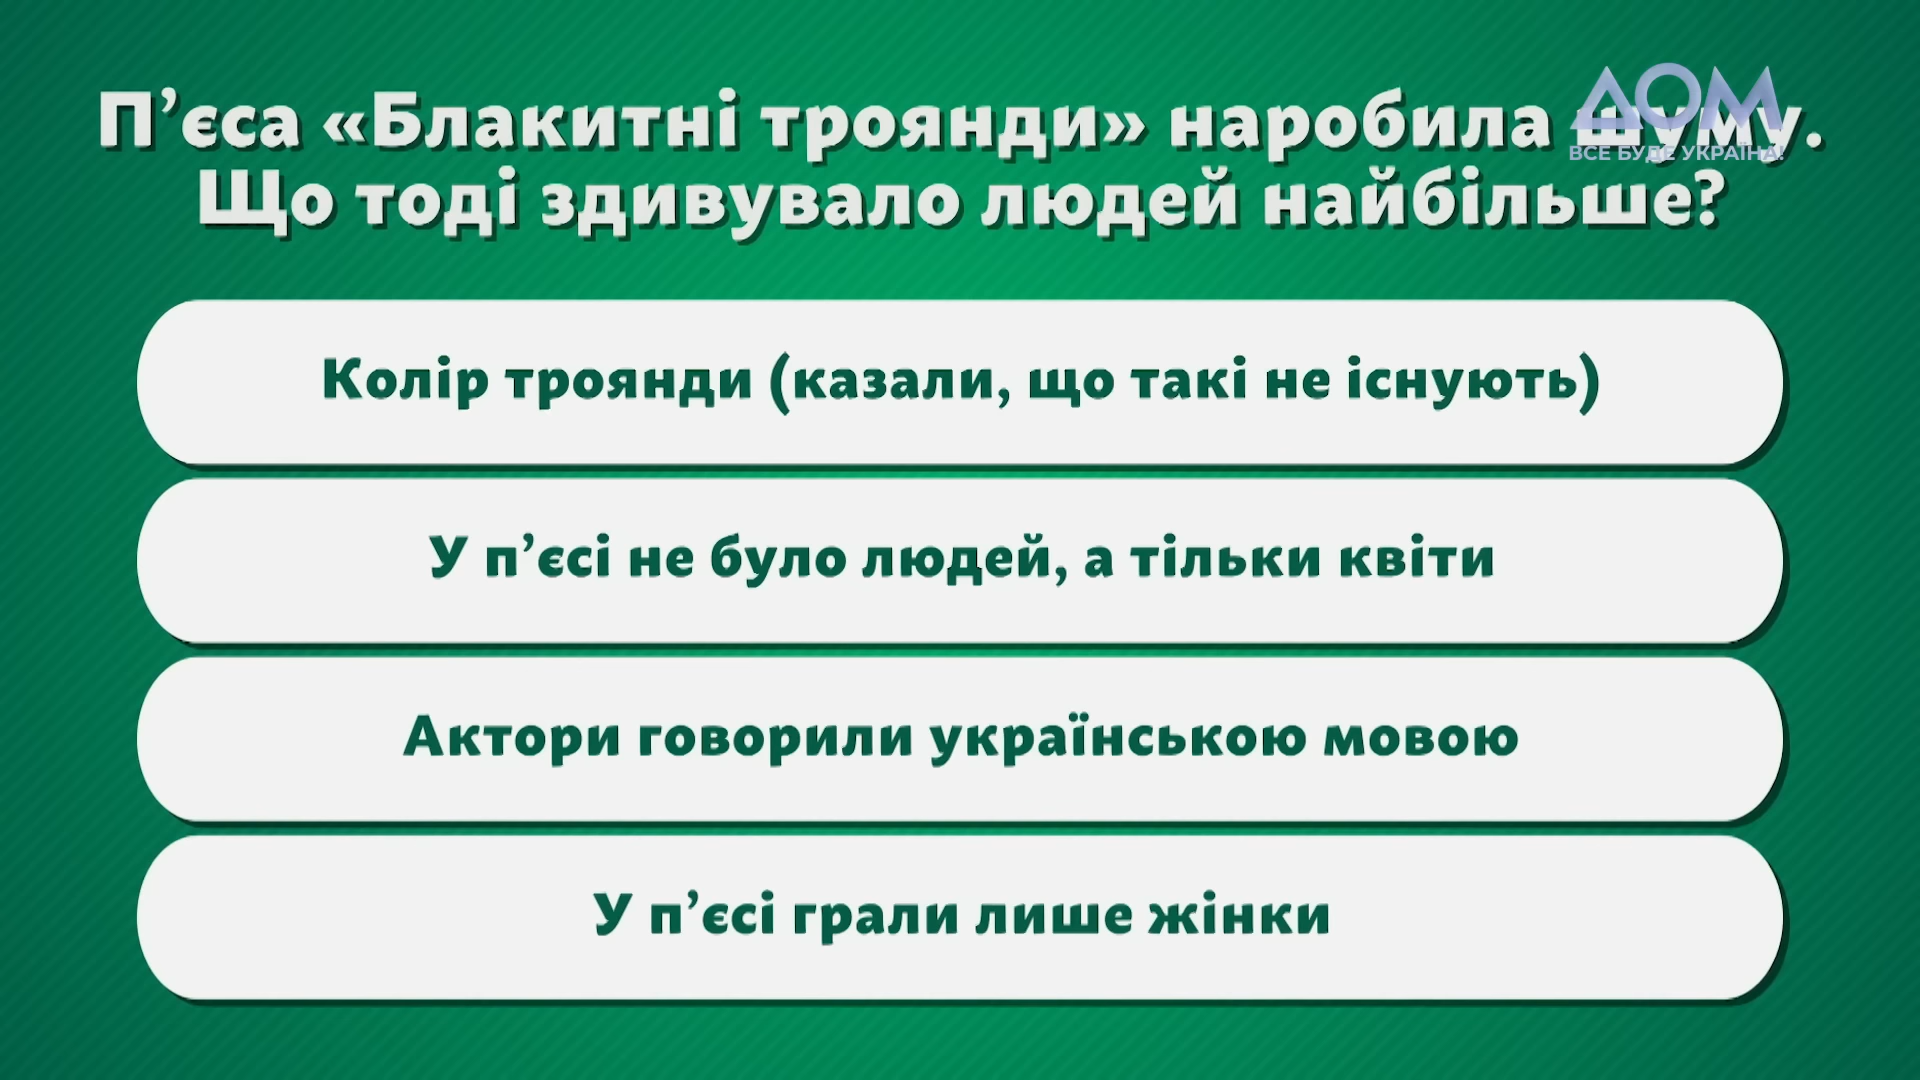 П’єса «Блакитні троянди» наробила шуму.
Що тоді здивувало людей найбільше?
ДОМ
ВСЕ БУДЕ УКРАЇНА!
Колір троянди (казали, що такі не існують)
У п’єсі не було людей, а тільки квіти
Актори говорили українською мовою
У п’єсі грали лише жінки